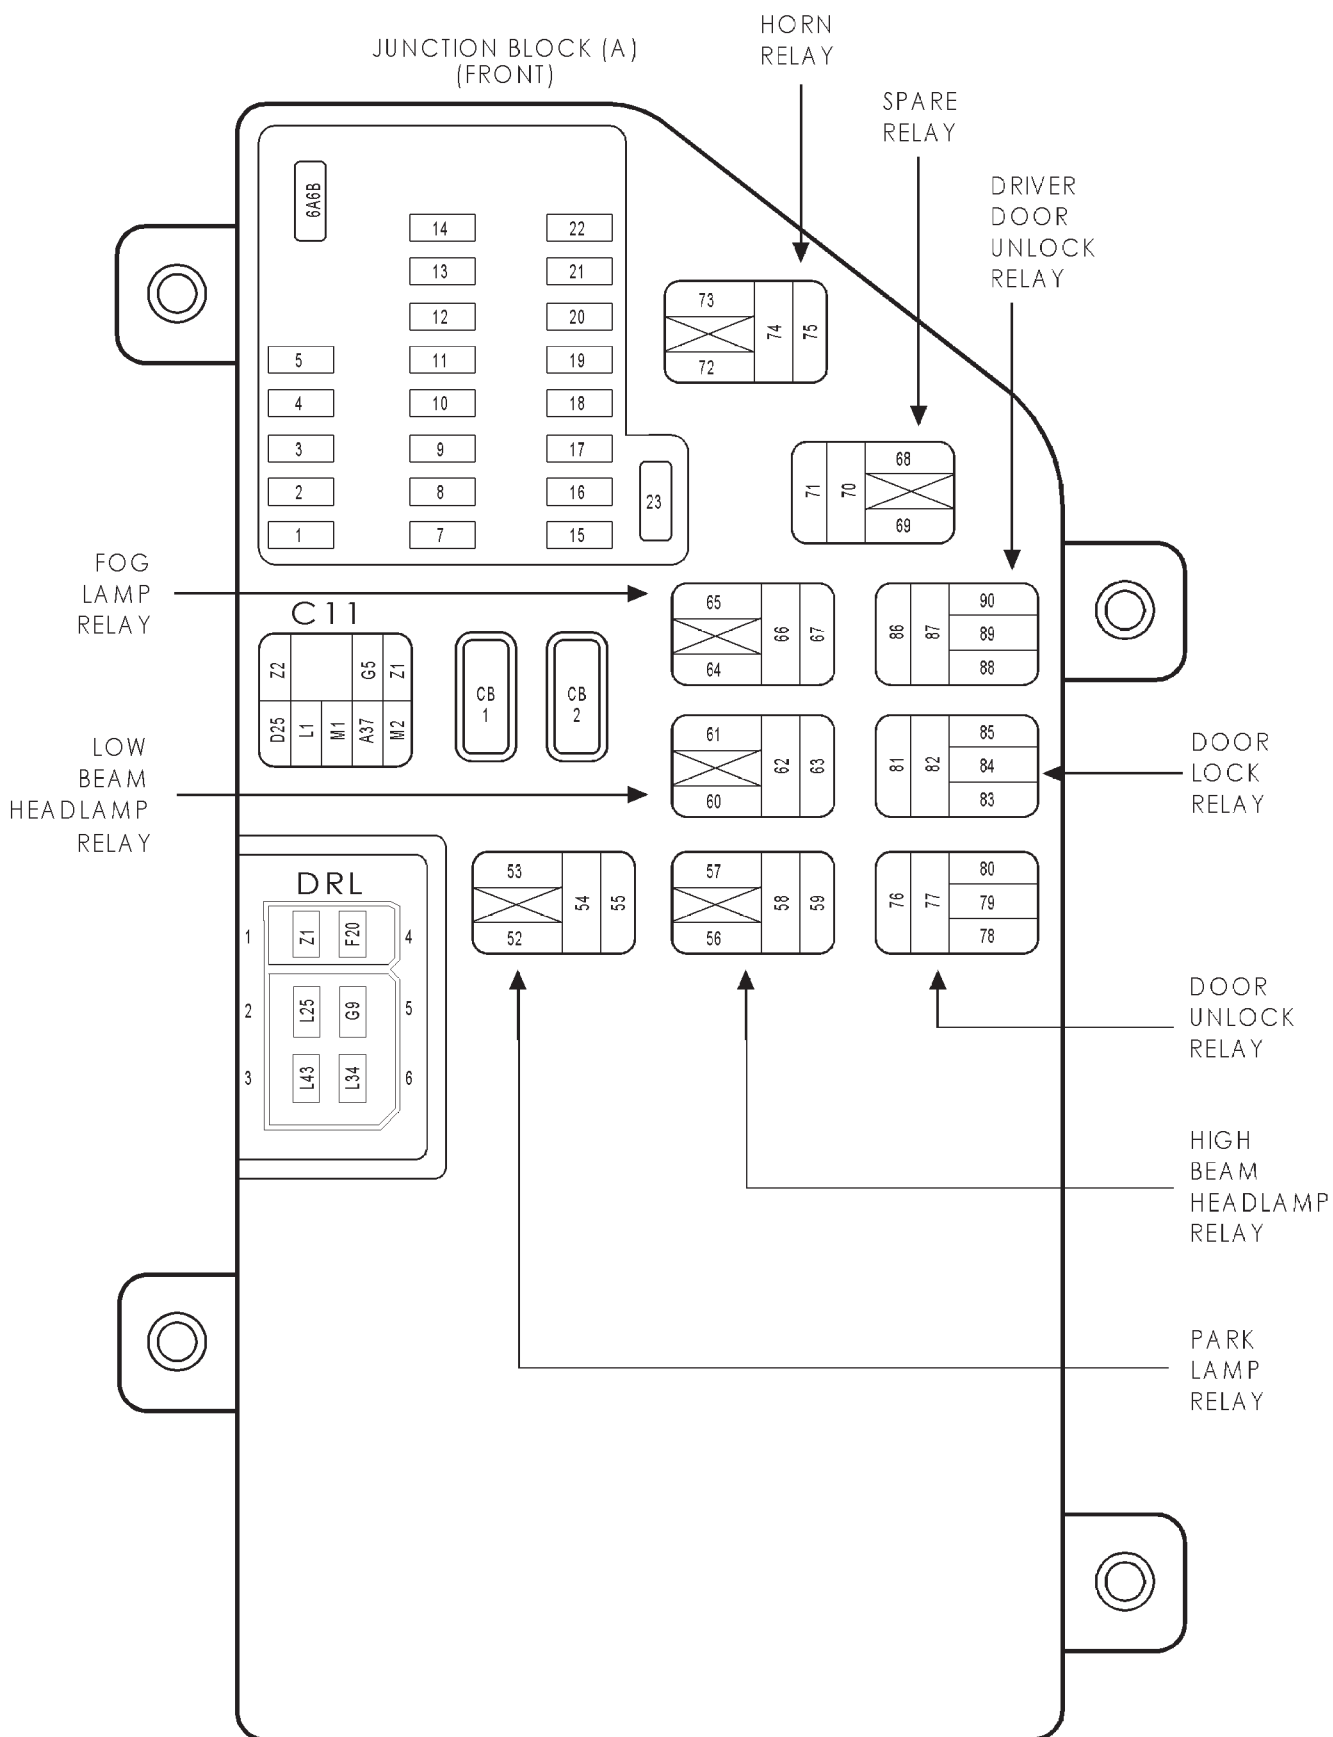 JUNCTION BLOCK (A)
(FRONT)
HORN
RELAY
SPARE
RELAY
DRIVER
DOOR
UNLOCK
RELAY
6A6B
14
13
12
11
10
9
8
7
22
21
20
19
18
17
16
15
5
4
3
2
1
23
73
72
74
75
71
70
68
69
FOG
LAMP
RELAY
C11
Z2
G5
Z1
D25
L1
M1
A37
M2
CB
1
CB
2
65
64
66
67
86
87
90
89
88
LOW
BEAM
HEADLAMP
RELAY
61
60
62
63
81
82
85
84
83
DOOR
LOCK
RELAY
DRL
1
Z1
F20
4
2
L25
G9
5
3
L43
L34
6
53
52
54
55
57
56
58
59
76
77
80
79
78
DOOR
UNLOCK
RELAY
HIGH
BEAM
HEADLAMP
RELAY
PARK
LAMP
RELAY